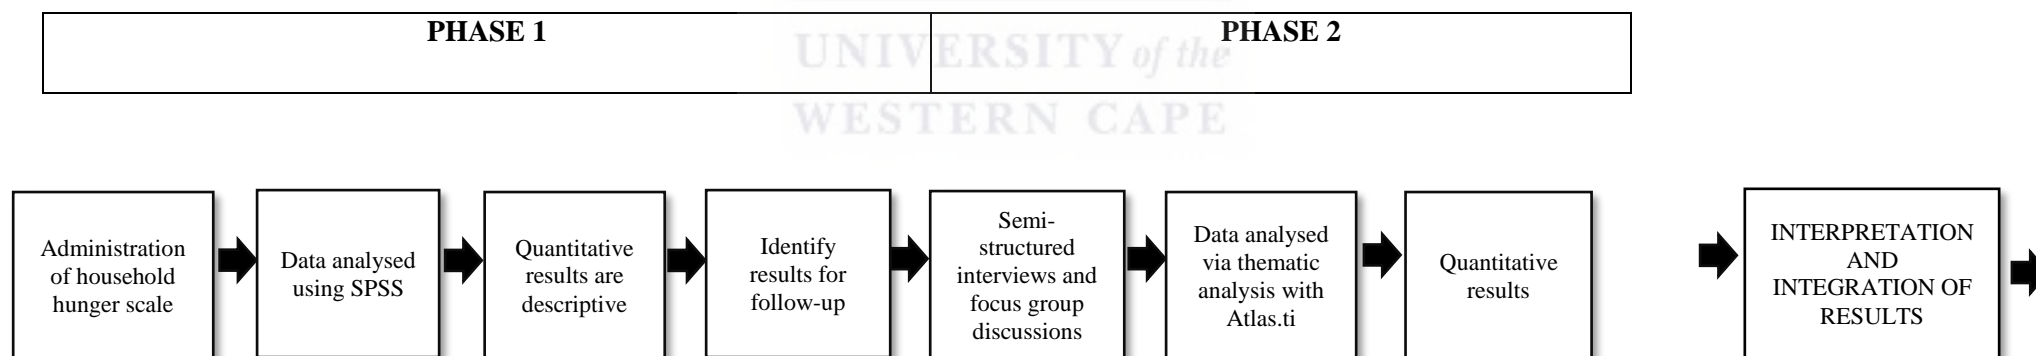 PHASE 1
PHASE 2
UNIVERSITY of the
WESTERN CAPE
Administration
of household
hunger scale
Data analysed
using SPSS
Quantitative
results are
descriptive
Identify
results for
follow-up
Semi-
structured
interviews and
focus group
discussions
Data analysed
via thematic
analysis with
Atlas.ti
Quantitative
results
INTERPRETATION
AND
INTEGRATION OF
RESULTS